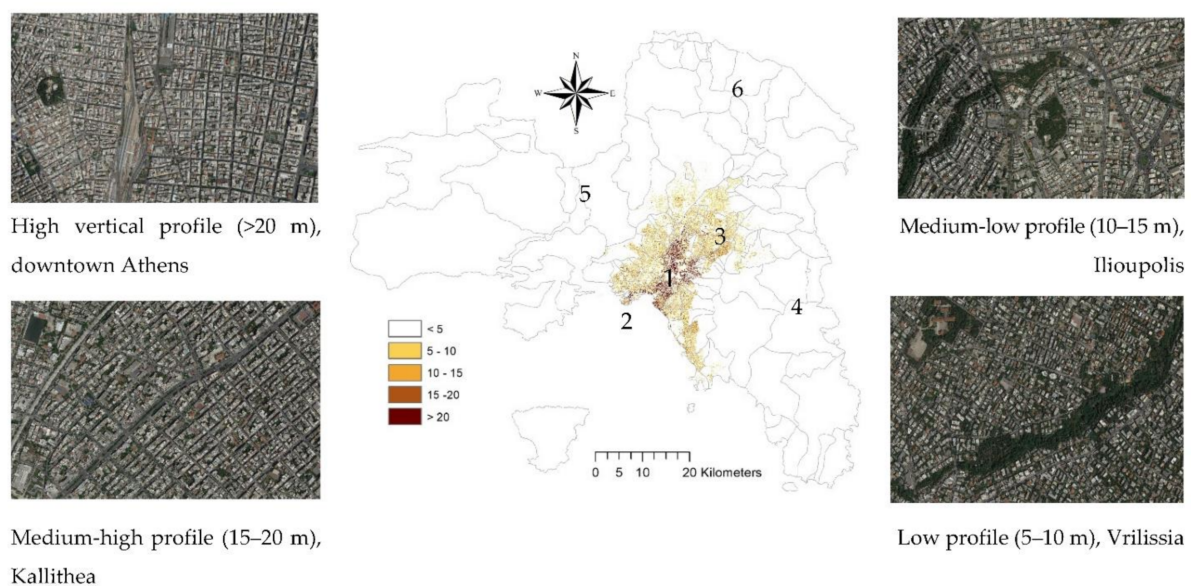 High vertical profile (>20 m),
downtown Athens
Medium-high profile (15–20 m),
Kallithea
N
W
E
S
6
5
3
1
2
4
< 5
5 - 10
10 - 15
15 -20
> 20
0 5 10 20 Kilometers
Medium-low profile (10–15 m),
Ilioupolis
Low profile (5–10 m), Vrilissia